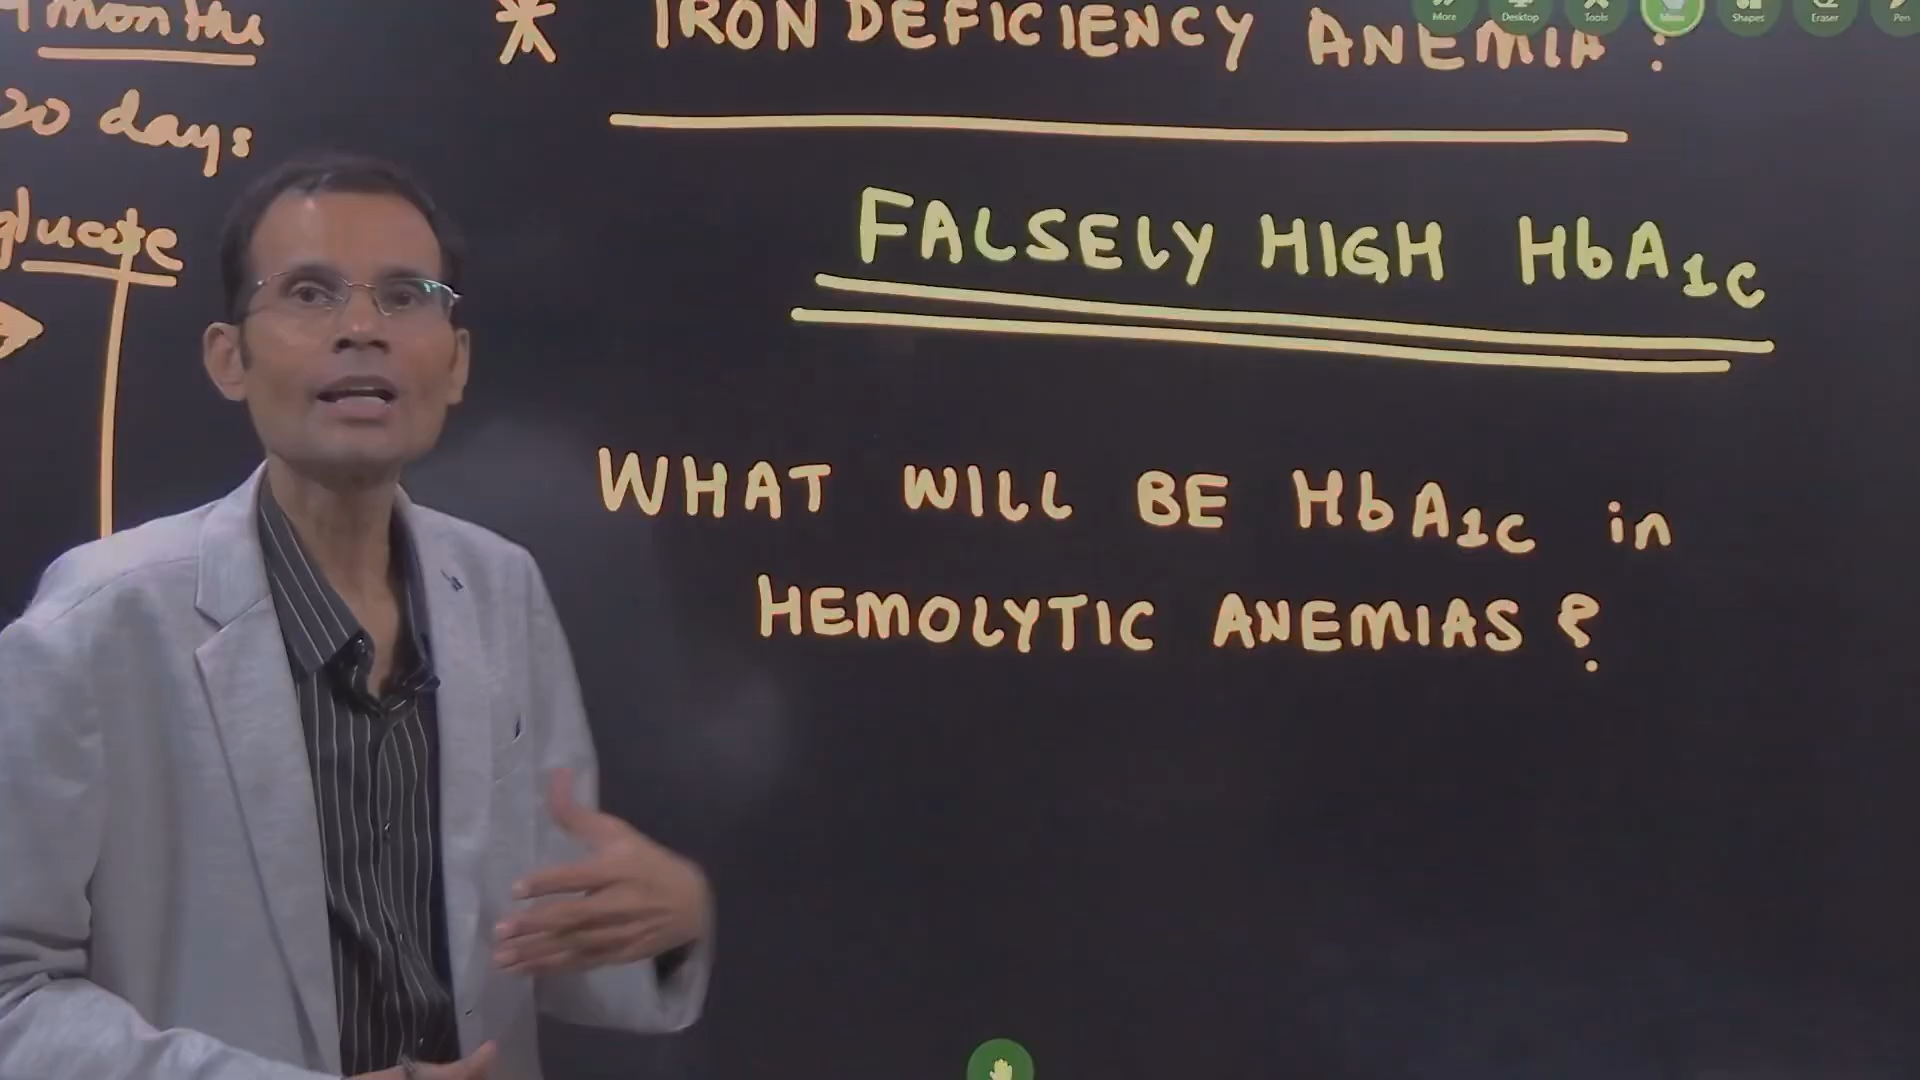 months
20 days
glucose
* IRON DEFICIENCY ANEMIA :
FALSELY HIGH HbA1C
WHAT WILL BE HbA1C in
HEMOLYTIC ANEMIAS ?
More Desktop Tools Menu Shapes Eraser Pen